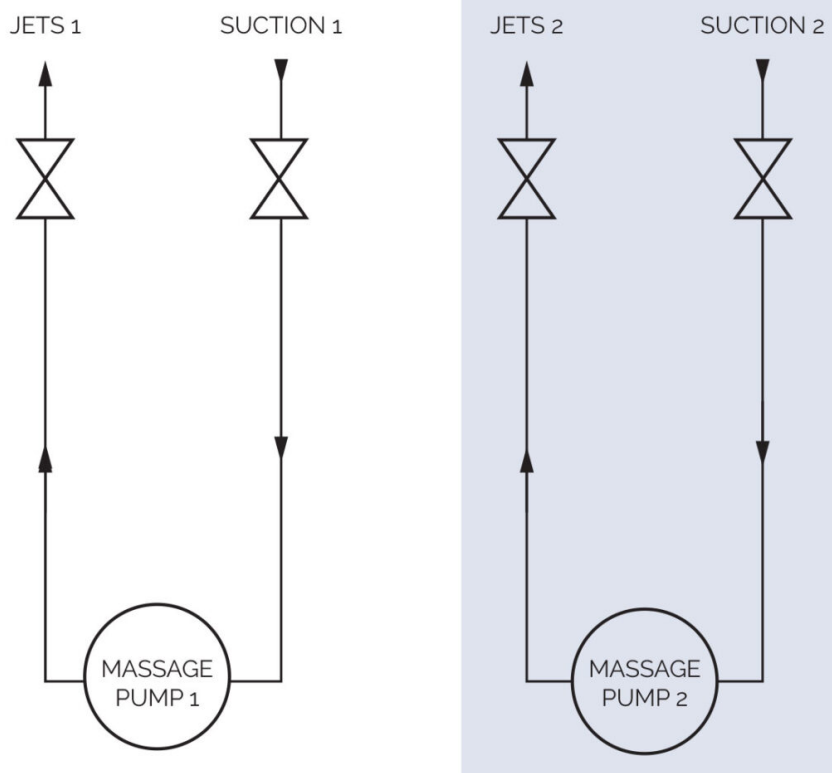 JETS 1
SUCTION 1
JETS 2
SUCTION 2
MASSAGE
PUMP 1
MASSAGE
PUMP 2